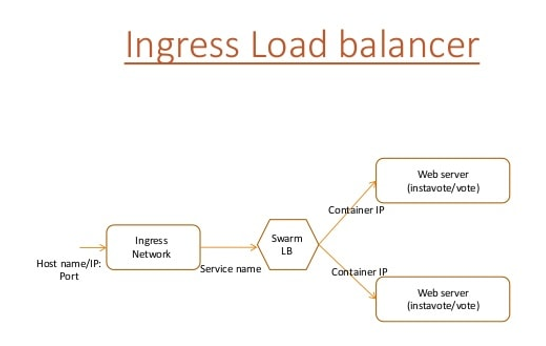 Ingress Load balancer
Web server
(instavote/vote)
Container IP
Ingress
Network
Swarm
LB
Host name/IP:
Port
Service name
Container IP
Web server
(instavote/vote)